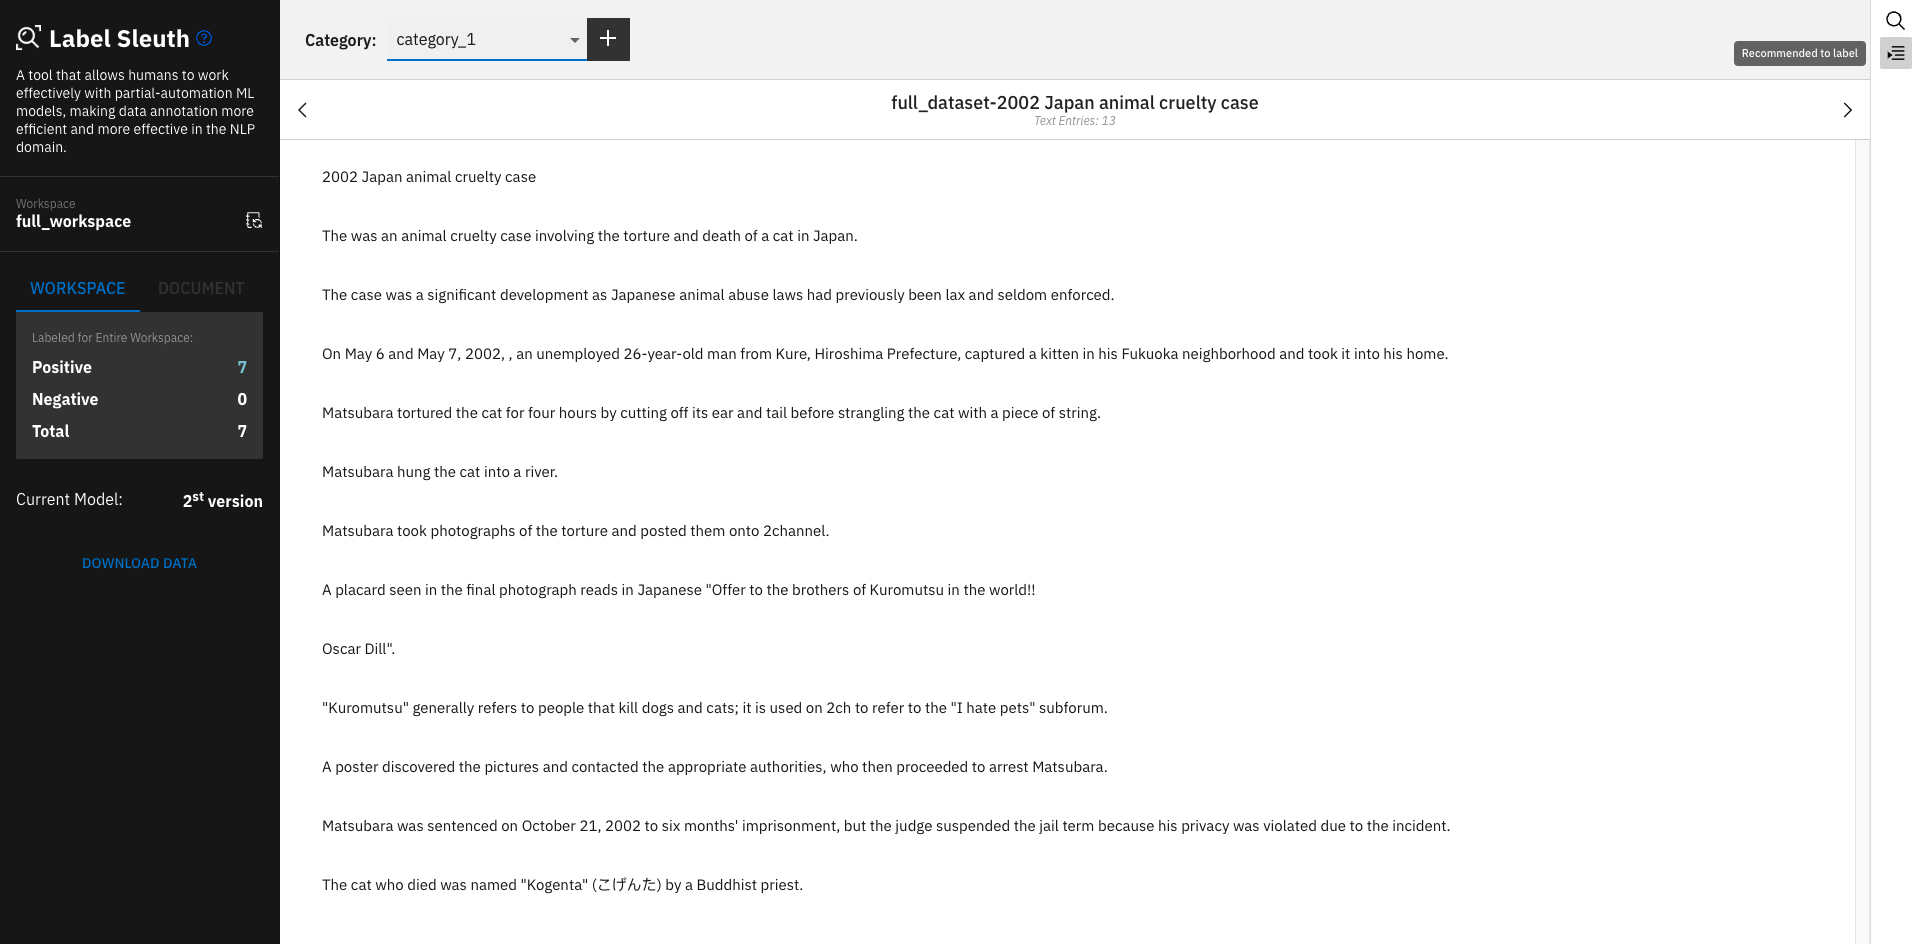 Label Sleuth
A tool that allows humans to work
effectively with partial-automation ML
models, making data annotation more
efficient and more effective in the NLP
domain.
Workspace
full_workspace
WORKSPACE DOCUMENT
Labeled for Entire Workspace:
Positive 7
Negative 0
Total 7
Current Model: 2st version
DOWNLOAD DATA
Category: category_1
Recommended to label
full_dataset-2002 Japan animal cruelty case
Text Entries: 13
2002 Japan animal cruelty case
The was an animal cruelty case involving the torture and death of a cat in Japan.
The case was a significant development as Japanese animal abuse laws had previously been lax and seldom enforced.
On May 6 and May 7, 2002, , an unemployed 26-year-old man from Kure, Hiroshima Prefecture, captured a kitten in his Fukuoka neighborhood and took it into his home.
Matsubara tortured the cat for four hours by cutting off its ear and tail before strangling the cat with a piece of string.
Matsubara hung the cat into a river.
Matsubara took photographs of the torture and posted them onto 2channel.
A placard seen in the final photograph reads in Japanese "Offer to the brothers of Kuromutsu in the world!!
Oscar Dill".
"Kuromutsu" generally refers to people that kill dogs and cats; it is used on 2ch to refer to the "I hate pets" subforum.
A poster discovered the pictures and contacted the appropriate authorities, who then proceeded to arrest Matsubara.
Matsubara was sentenced on October 21, 2002 to six months' imprisonment, but the judge suspended the jail term because his privacy was violated due to the incident.
The cat who died was named "Kogenta" (こげんた) by a Buddhist priest.